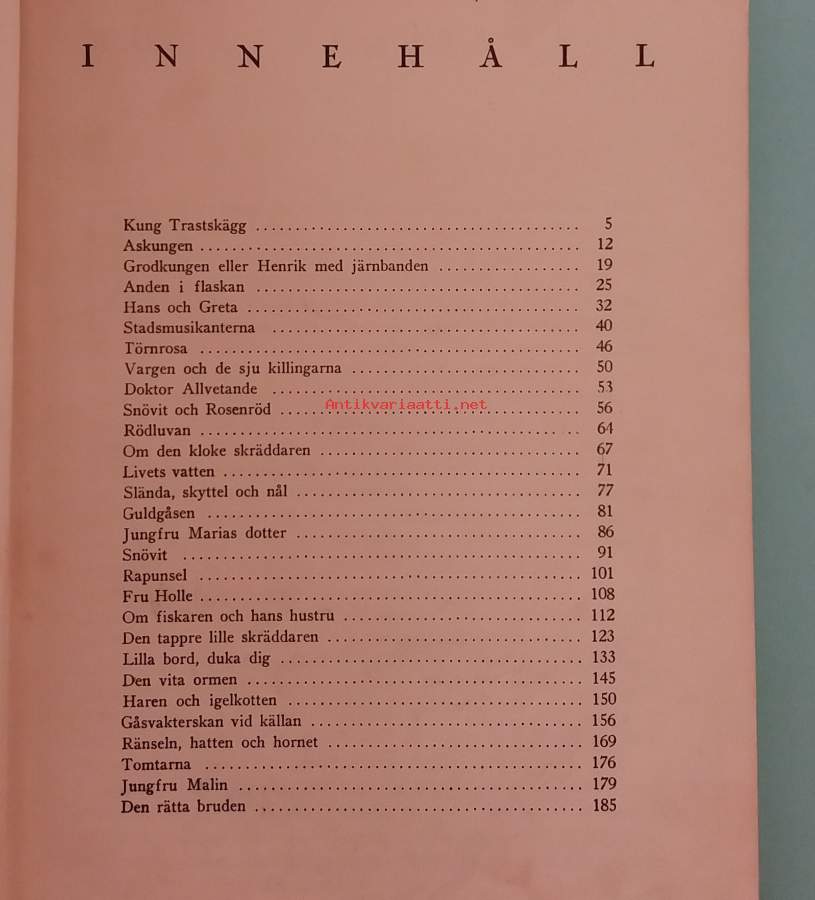 INNEHÅLL
Kung Trastskägg 5
Askungen 12
Grodkungen eller Henrik med järnbanden 19
Anden i flaskan 25
Hans och Greta 32
Stadsmusikanterna 40
Törnrosa 46
Vargen och de sju killingarna 50
Doktor Allvetande 53
Antikvariaatti.net
Snövit och Rosenröd 56
Rödluvan 64
Om den kloke skräddaren 67
Livets vatten 71
Slända, skyttel och nål 77
Guldgåsen 81
Jungfru Marias dotter 86
Snövit 91
Rapunsel 101
Fru Holle 108
Om fiskaren och hans hustru 112
Den tappre lille skräddaren 123
Lilla bord, duka dig 133
Den vita ormen 145
Haren och igelkotten 150
Gåsvakterskan vid källan 156
Ränseln, hatten och hornet 169
Tomtarna 176
Jungfru Malin 179
Den rätta bruden 185